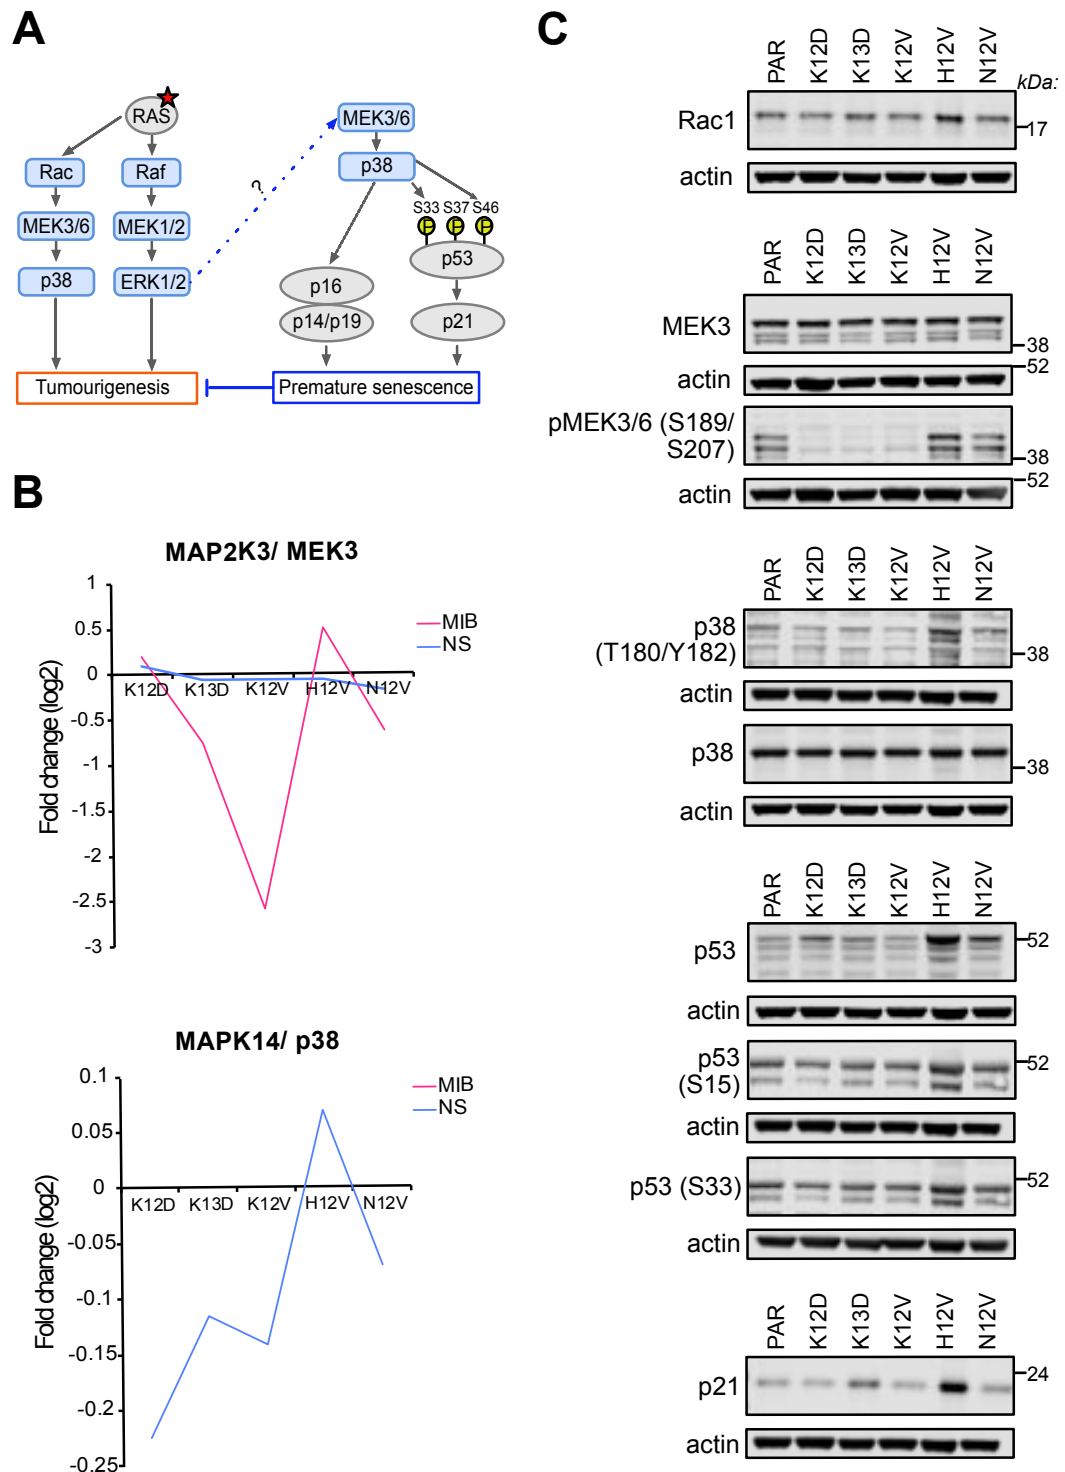 A
RAS
Rac
Raf
MEK3/6
MEK1/2
p38
ERK1/2
Tumourigenesis
?
MEK3/6
p38
S33 S37 S46
P P P
p53
p16
p14/p19
p21
Premature senescence
B
MAP2K3/ MEK3
Fold change (log2)
1
0.5
0
-0.5
-1
-1.5
-2
-2.5
-3
K12D K13D K12V H12V N12V
MIB
NS
MAPK14/ p38
Fold change (log2)
0.1
0.05
0
-0.05
-0.1
-0.15
-0.2
-0.25
K12D K13D K12V H12V N12V
MIB
NS
C
PAR K12D K13D K12V H12V N12V
kDa:
Rac1
17
actin
PAR K12D K13D K12V H12V N12V
MEK3
38
actin
52
pMEK3/6 (S189/
S207)
38
actin
52
PAR K12D K13D K12V H12V N12V
p38
(T180/Y182)
38
actin
p38
38
actin
PAR K12D K13D K12V H12V N12V
p53
52
actin
p53
(S15)
52
actin
p53 (S33)
52
actin
PAR K12D K13D K12V H12V N12V
p21
24
actin